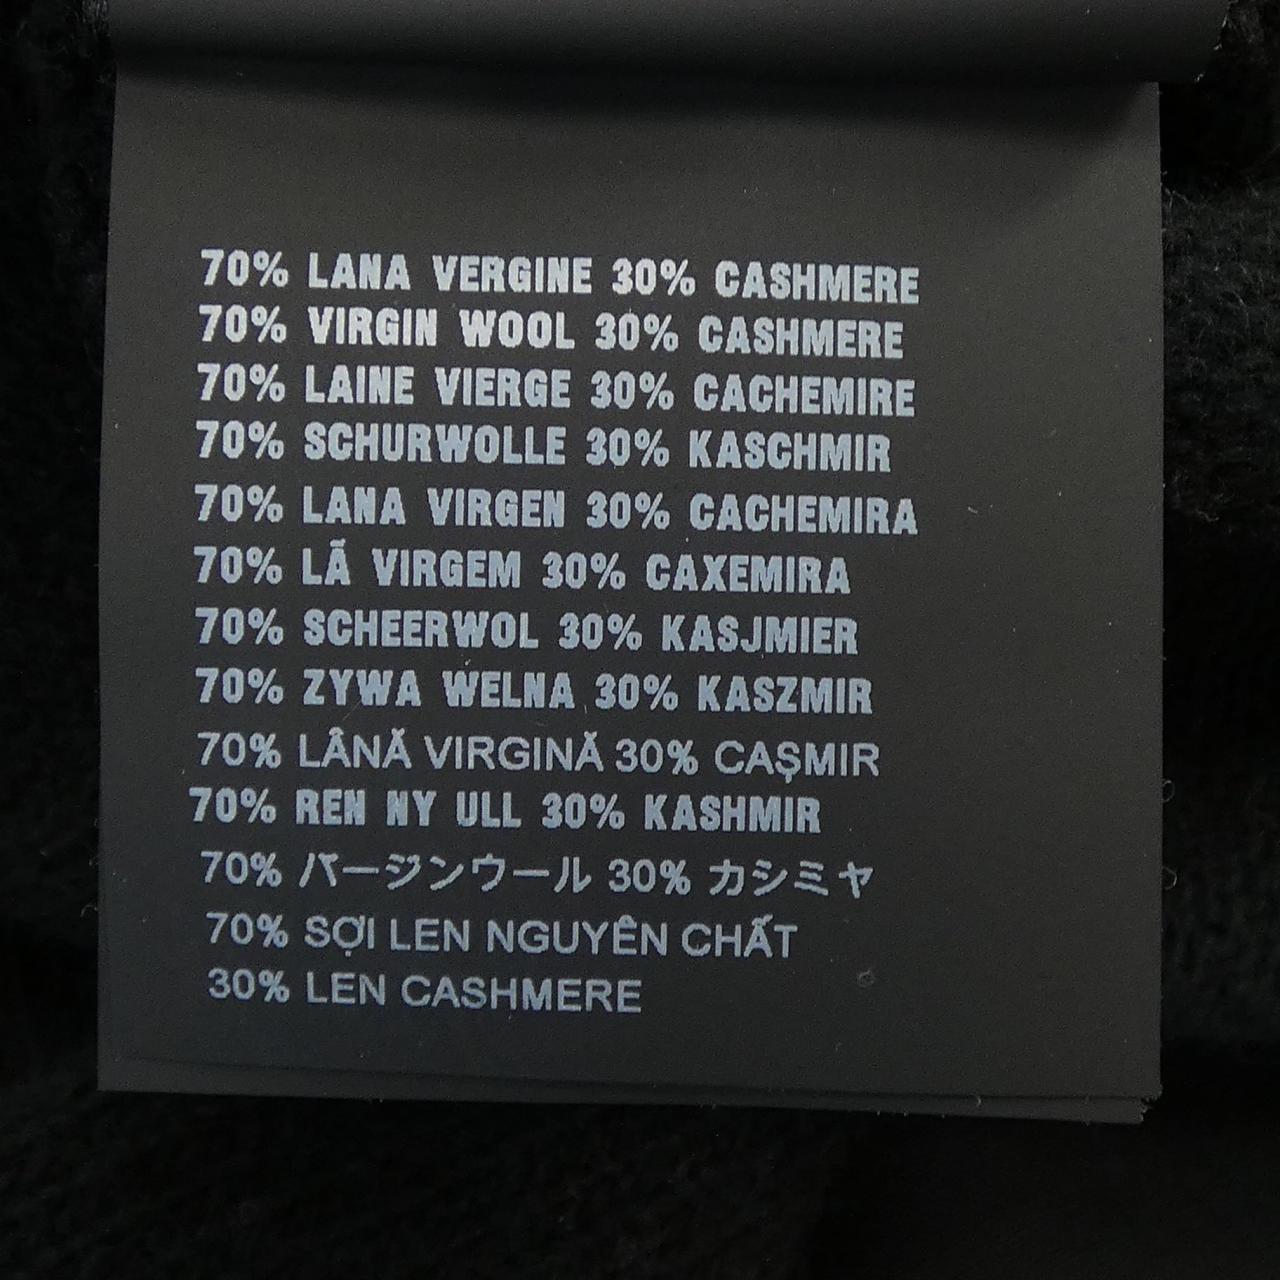 70% LANA VERGINE 30% CASHMERE
70% VIRGIN WOOL 30% CASHMERE
70% LAINE VIERGE 30% CACHEMIRE
70% SCHURWOLLE 30% KASCHMIR
70% LANA VIRGEN 30% CACHEMIRA
70% LÃ VIRGEM 30% CAXEMIRA
70% SCHEERWOL 30% KASJMIER
70% ZYWA WELNA 30% KASZMIR
70% LÂNĂ VIRGINĂ 30% CAŞMIR
70% REN NY ULL 30% KASHMIR
70% バージンウール 30% カシミヤ
70% SỢI LEN NGUYÊN CHẤT
30% LEN CASHMERE